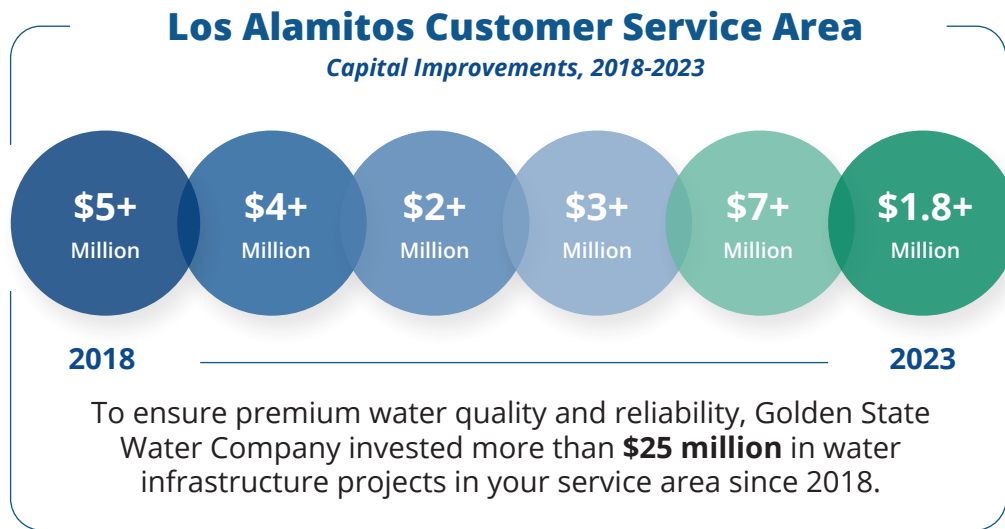 Los Alamitos Customer Service Area
Capital Improvements, 2018-2023
$5+ $4+ $2+ $3+ $7+ $1.8+
Million Million Million Million Million Million
2018 2023
To ensure premium water quality and reliability, Golden State
Water Company invested more than $25 million in water
infrastructure projects in your service area since 2018.